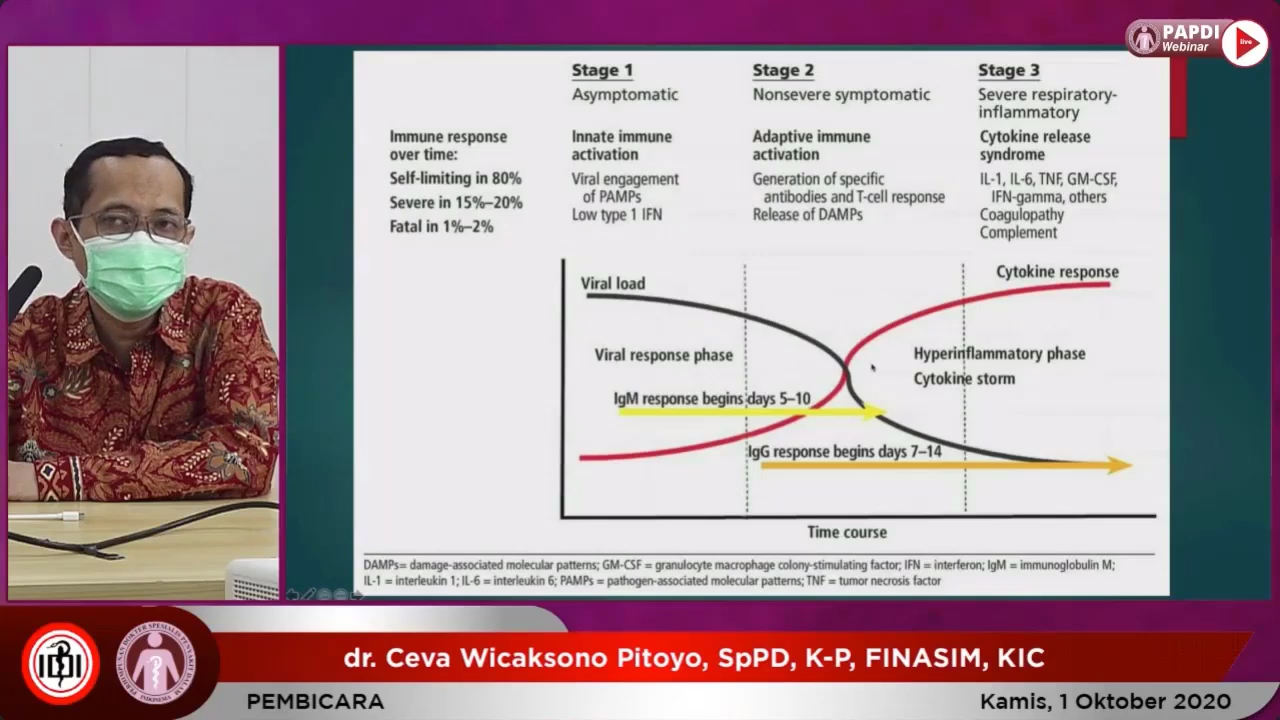 PAPDI
Webinar
live
Stage 1
Asymptomatic
Stage 2
Nonsevere symptomatic
Stage 3
Severe respiratory-
inflammatory
Immune response
over time:
Self-limiting in 80%
Severe in 15%–20%
Fatal in 1%–2%
Innate immune
activation
Viral engagement
of PAMPs
Low type 1 IFN
Adaptive immune
activation
Generation of specific
antibodies and T-cell response
Release of DAMPs
Cytokine release
syndrome
IL-1, IL-6, TNF, GM-CSF,
IFN-gamma, others
Coagulopathy
Complement
Viral load
Cytokine response
Viral response phase
Hyperinflammatory phase
Cytokine storm
IgM response begins days 5–10
IgG response begins days 7–14
Time course
DAMPs= damage-associated molecular patterns; GM-CSF = granulocyte macrophage colony-stimulating factor; IFN = interferon; IgM = immunoglobulin M;
IL-1 = interleukin 1; IL-6 = interleukin 6; PAMPs = pathogen-associated molecular patterns; TNF = tumor necrosis factor
IDI
PERHIMPUNAN DOKTER SPESIALIS PENYAKIT DALAM
INDONESIA
dr. Ceva Wicaksono Pitoyo, SpPD, K-P, FINASIM, KIC
PEMBICARA
Kamis, 1 Oktober 2020